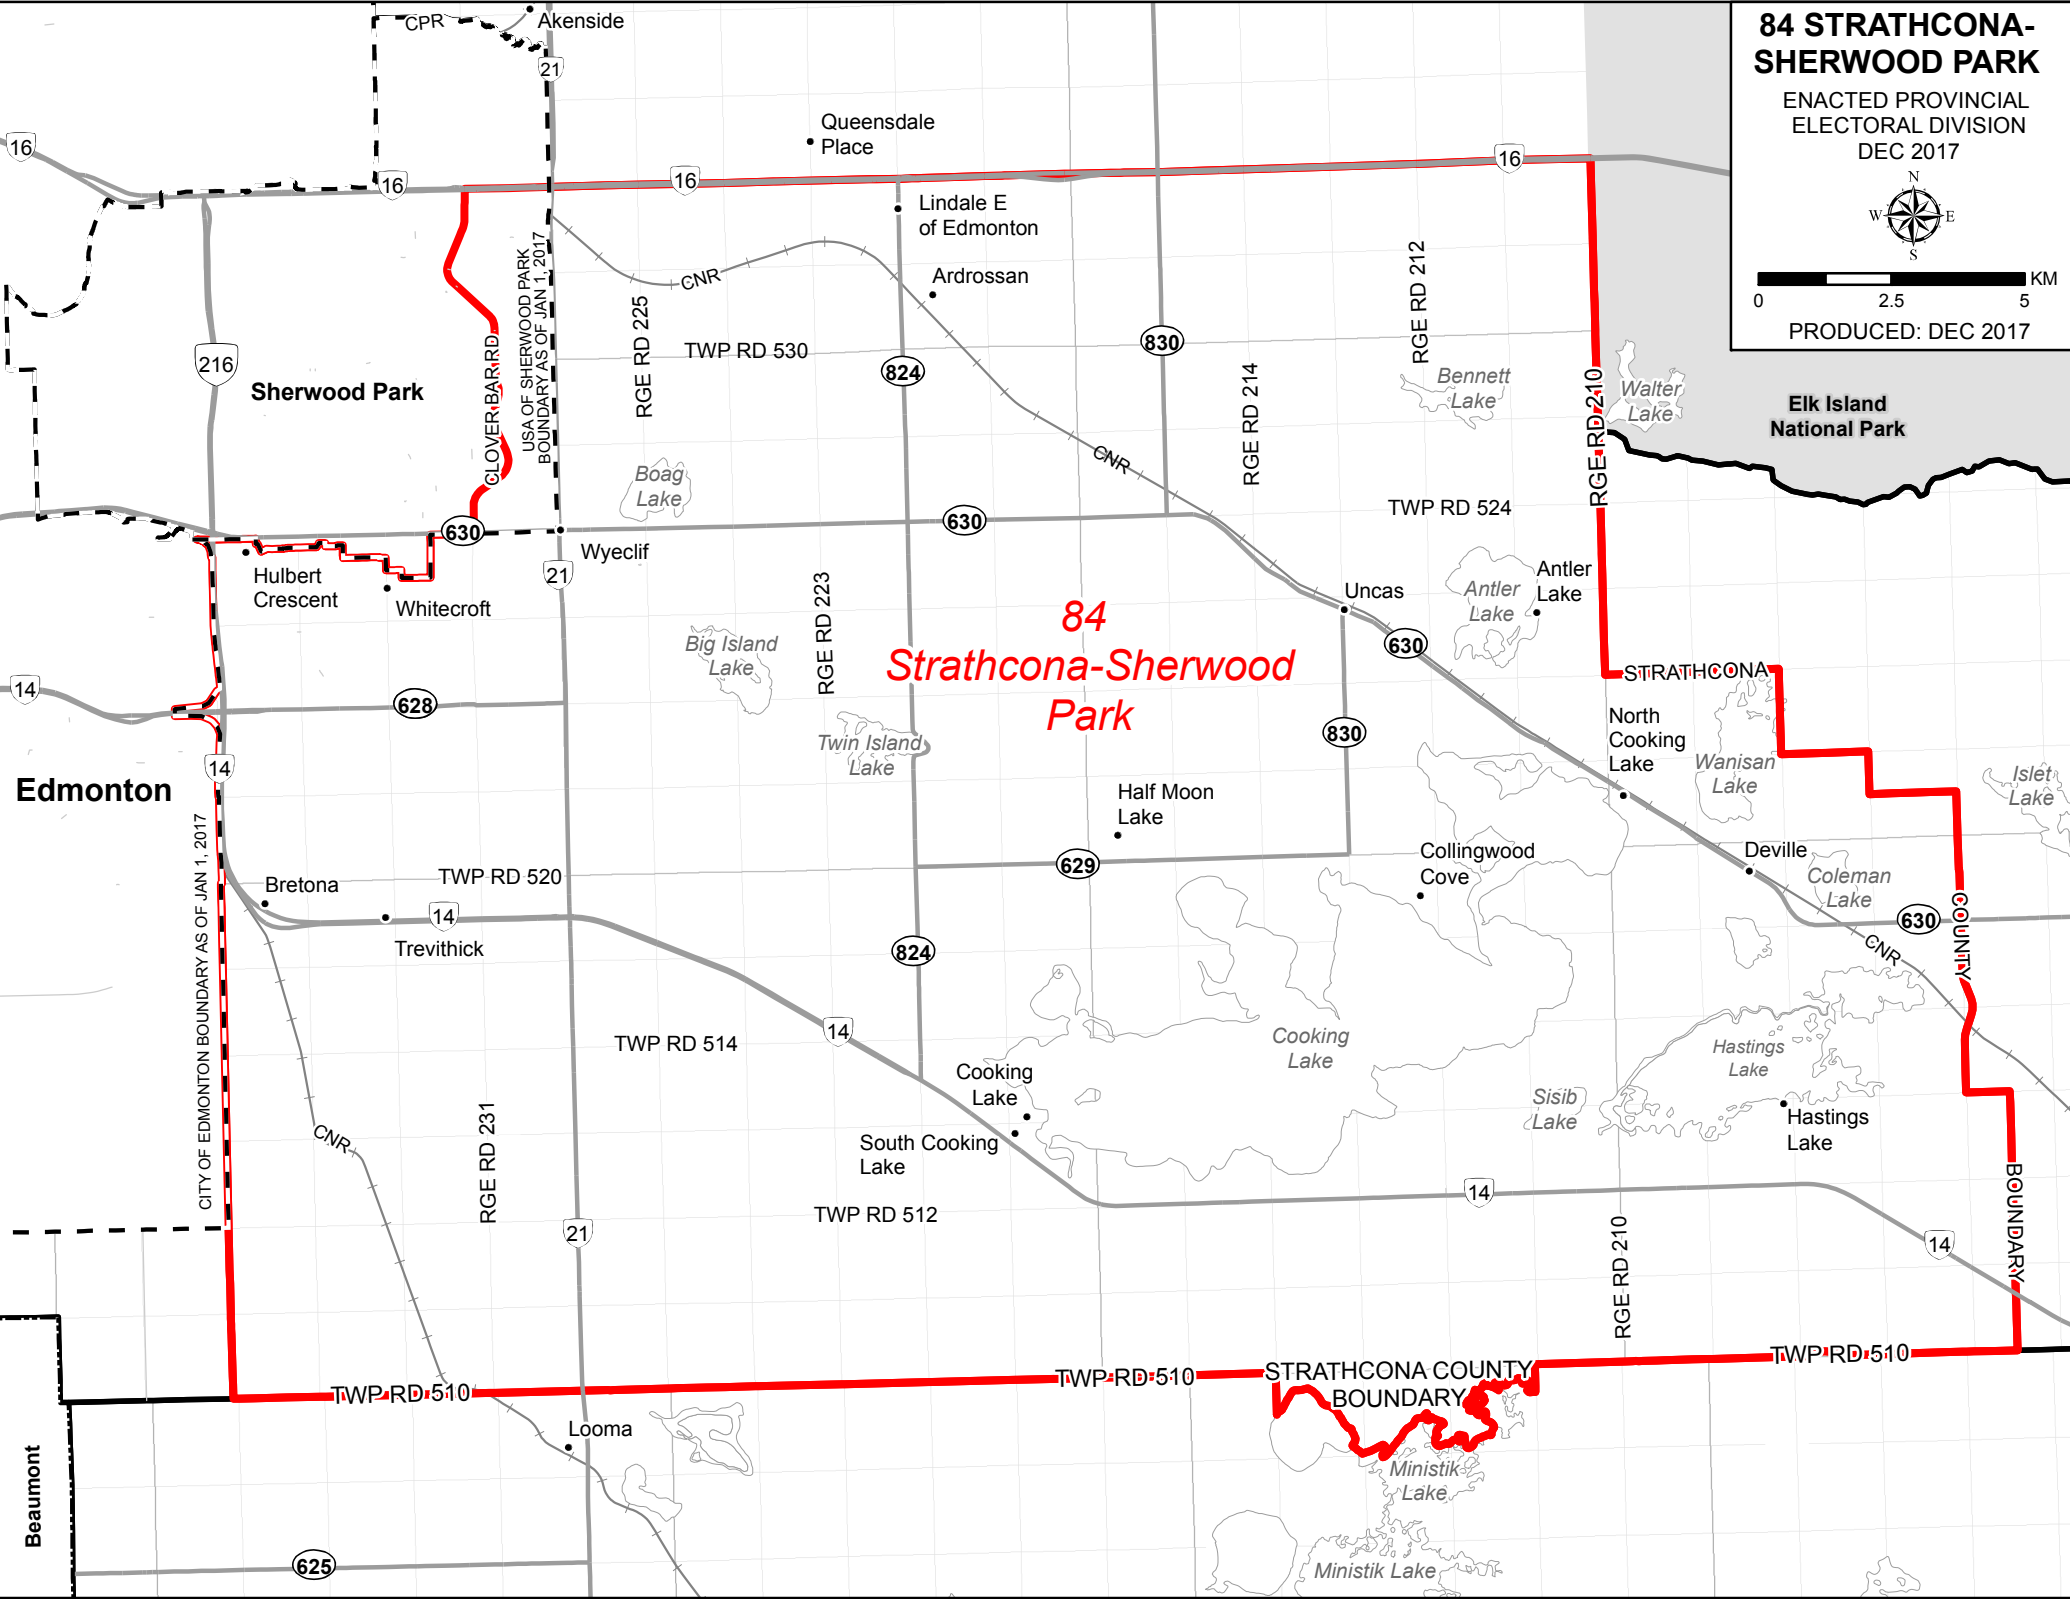 84 STRATHCONA-
SHERWOOD PARK
ENACTED PROVINCIAL
ELECTORAL DIVISION
DEC 2017
N
W
E
S
KM
0
2.5
5
PRODUCED: DEC 2017
CPR
Akenside
21
Queensdale
Place
16
16
16
16
Lindale E
of Edmonton
Ardrossan
CNR
USA OF SHERWOOD PARK
BOUNDARY AS OF JAN 1, 2017
RGE RD 225
RGE RD 212
TWP RD 530
830
824
216
Sherwood Park
CLOVER BAR RD
RGE RD 214
Bennett
Lake
RGE RD 210
Walter
Lake
Elk Island
National Park
Boag
Lake
CNR
TWP RD 524
630
630
Wyeclif
21
Hulbert
Crescent
Whitecroft
RGE RD 223
Uncas
Antler
Lake
Antler
Lake
Big Island
Lake
84
Strathcona-Sherwood
Park
630
STRATHCONA
14
628
North
Cooking
Lake
Twin Island
Lake
830
Wanisan
Lake
Islet
Lake
14
Edmonton
Half Moon
Lake
629
Collingwood
Cove
Deville
Coleman
Lake
CITY OF EDMONTON BOUNDARY AS OF JAN 1, 2017
Bretona
TWP RD 520
14
Trevithick
824
630
COUNTY
CNR
TWP RD 514
14
Cooking
Lake
Hastings
Lake
Cooking
Lake
Sisib
Lake
Hastings
Lake
CNR
RGE RD 231
South Cooking
Lake
14
BOUNDARY
TWP RD 512
21
RGE RD 210
14
TWP RD 510
TWP RD 510
STRATHCONA COUNTY
BOUNDARY
TWP RD 510
Looma
Ministik
Lake
Beaumont
625
Ministik Lake